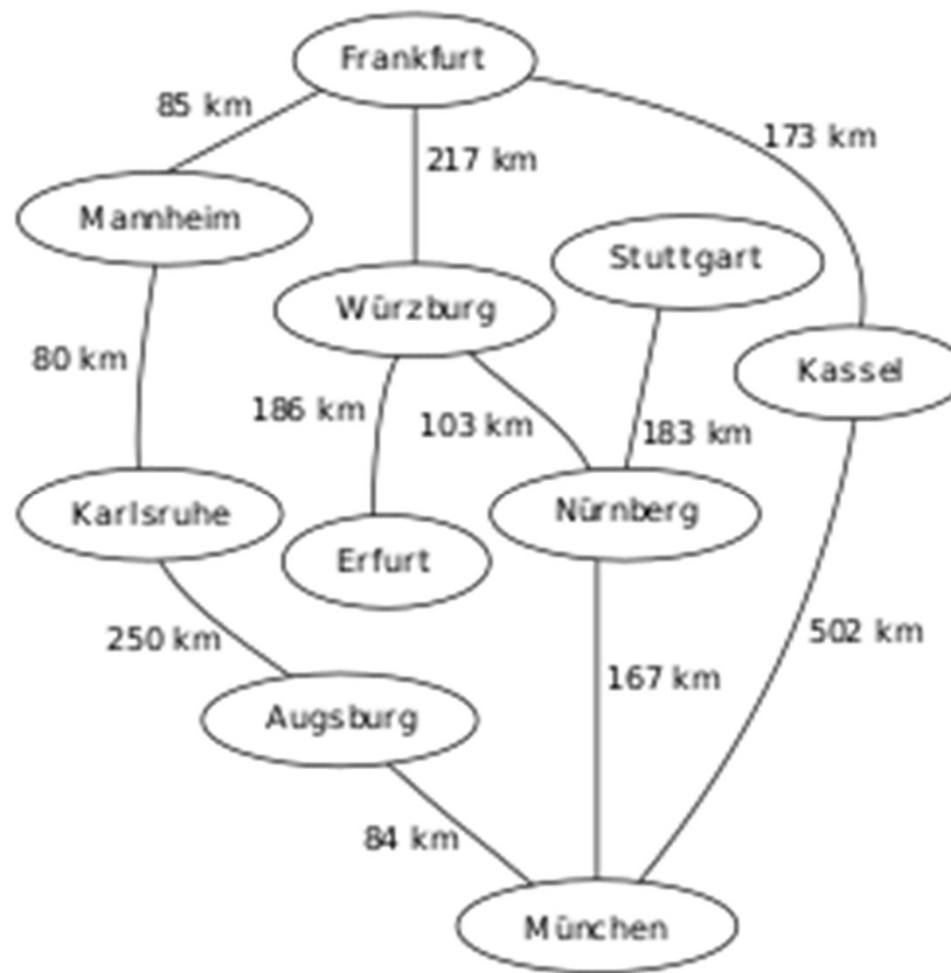 Frankfurt
85 km
173 km
217 km
Mannheim
Stuttgart
Würzburg
80 km
Kassel
186 km
103 km
183 km
Karlsruhe
Nürnberg
Erfurt
250 km
502 km
167 km
Augsburg
84 km
München